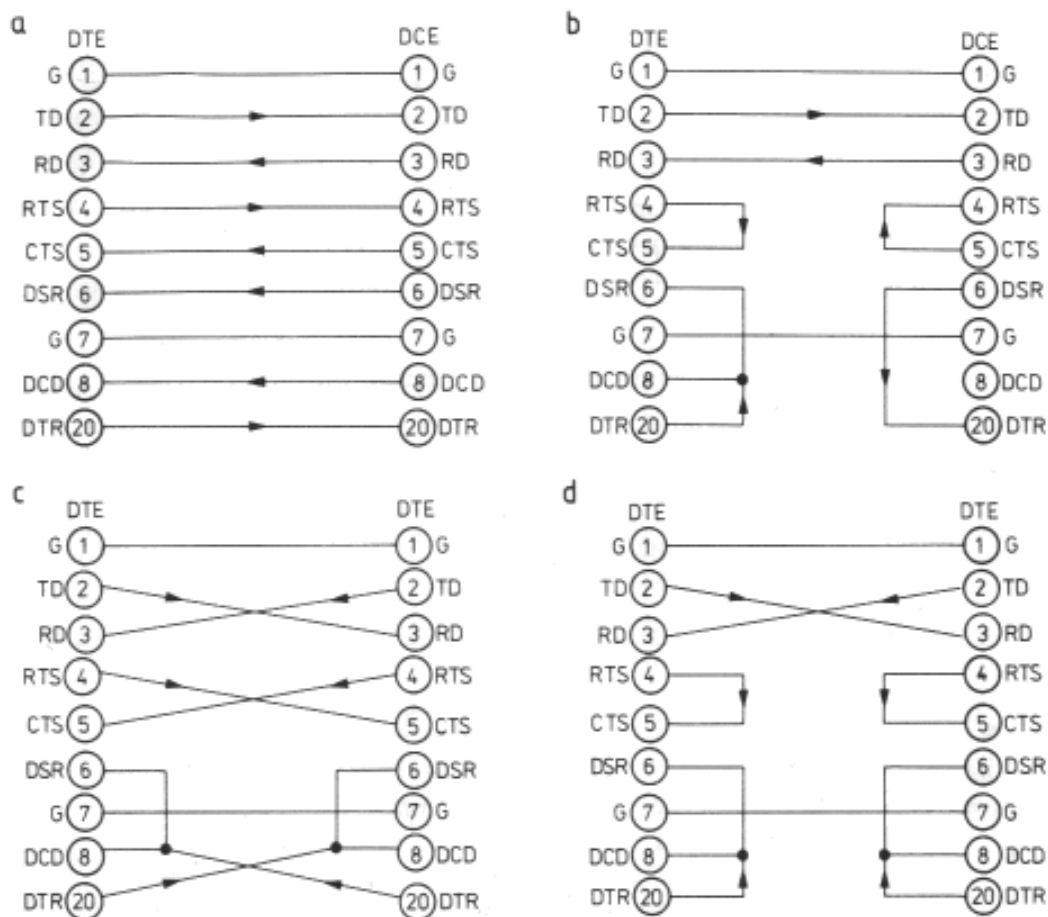 a
DTE DCE
G 1 1 G
TD 2 2 TD
RD 3 3 RD
RTS 4 4 RTS
CTS 5 5 CTS
DSR 6 6 DSR
G 7 7 G
DCD 8 8 DCD
DTR 20 20 DTR
b
DTE DCE
G 1 1 G
TD 2 2 TD
RD 3 3 RD
RTS 4 4 RTS
CTS 5 5 CTS
DSR 6 6 DSR
G 7 7 G
DCD 8 8 DCD
DTR 20 20 DTR
c
DTE DTE
G 1 1 G
TD 2 2 TD
RD 3 3 RD
RTS 4 4 RTS
CTS 5 5 CTS
DSR 6 6 DSR
G 7 7 G
DCD 8 8 DCD
DTR 20 20 DTR
d
DTE DTE
G 1 1 G
TD 2 2 TD
RD 3 3 RD
RTS 4 4 RTS
CTS 5 5 CTS
DSR 6 6 DSR
G 7 7 G
DCD 8 8 DCD
DTR 20 20 DTR